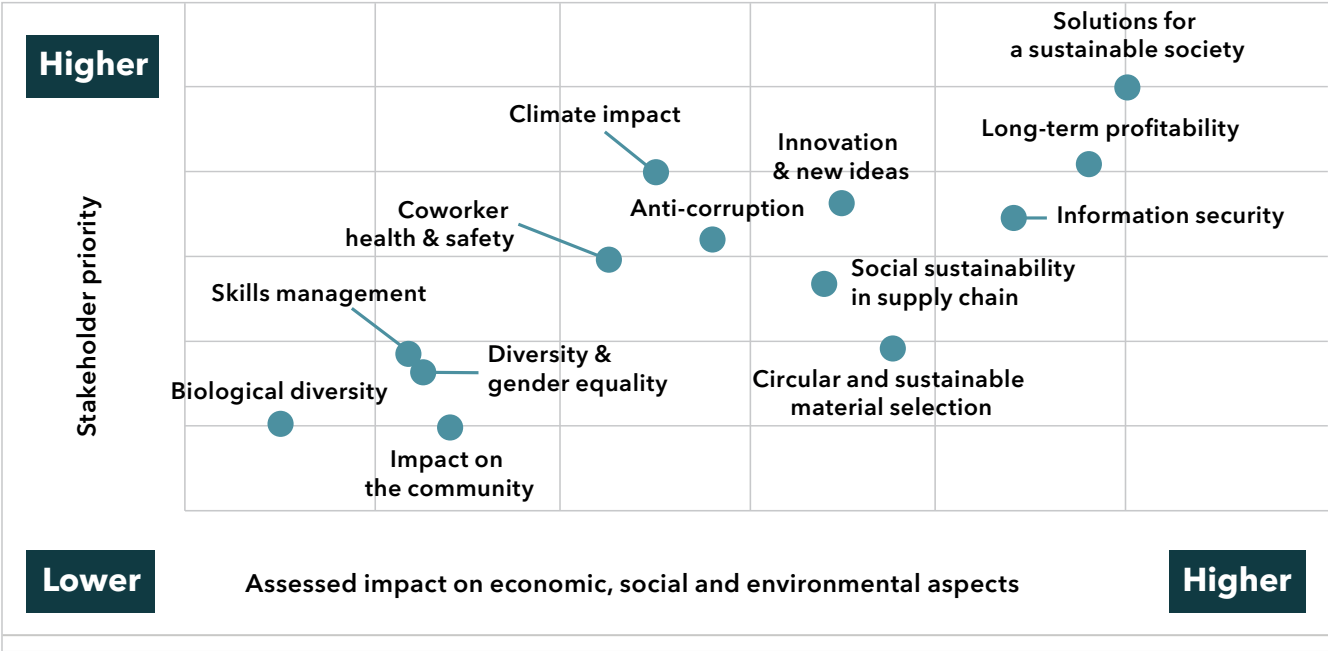 Solutions for
a sustainable society
Higher
Climate impact
Long-term profitability
Innovation
& new ideas
Anti-corruption
Coworker
health & safety
Information security
Stakeholder priority
Social sustainability
in supply chain
Skills management
Diversity &
gender equality
Biological diversity
Circular and sustainable
material selection
Impact on
the community
Lower
Assessed impact on economic, social and environmental aspects
Higher